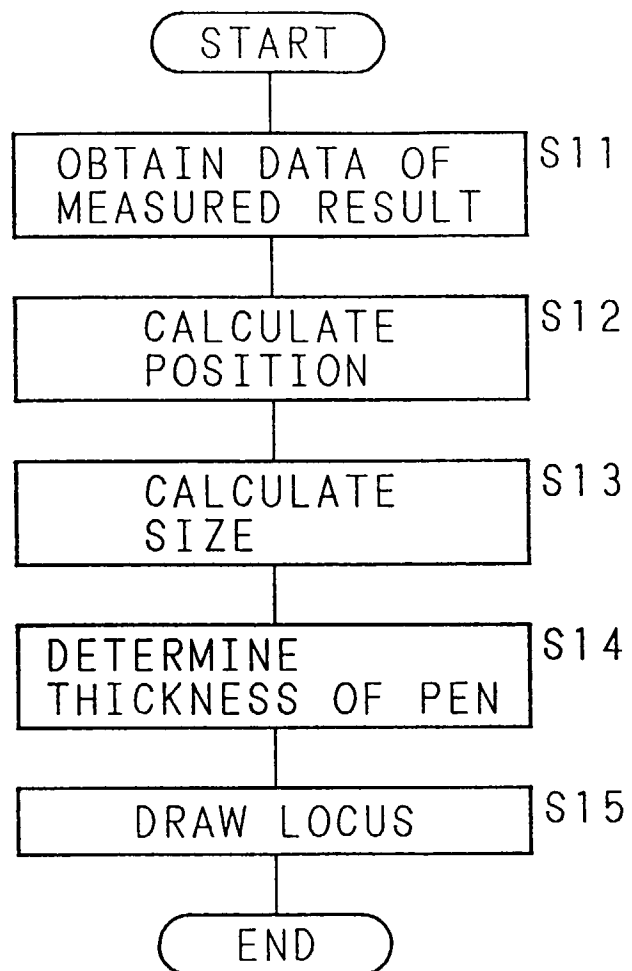 START
OBTAIN DATA OF
MEASURED RESULT
S11
CALCULATE
POSITION
S12
CALCULATE
SIZE
S13
DETERMINE
THICKNESS OF PEN
S14
DRAW LOCUS
S15
END